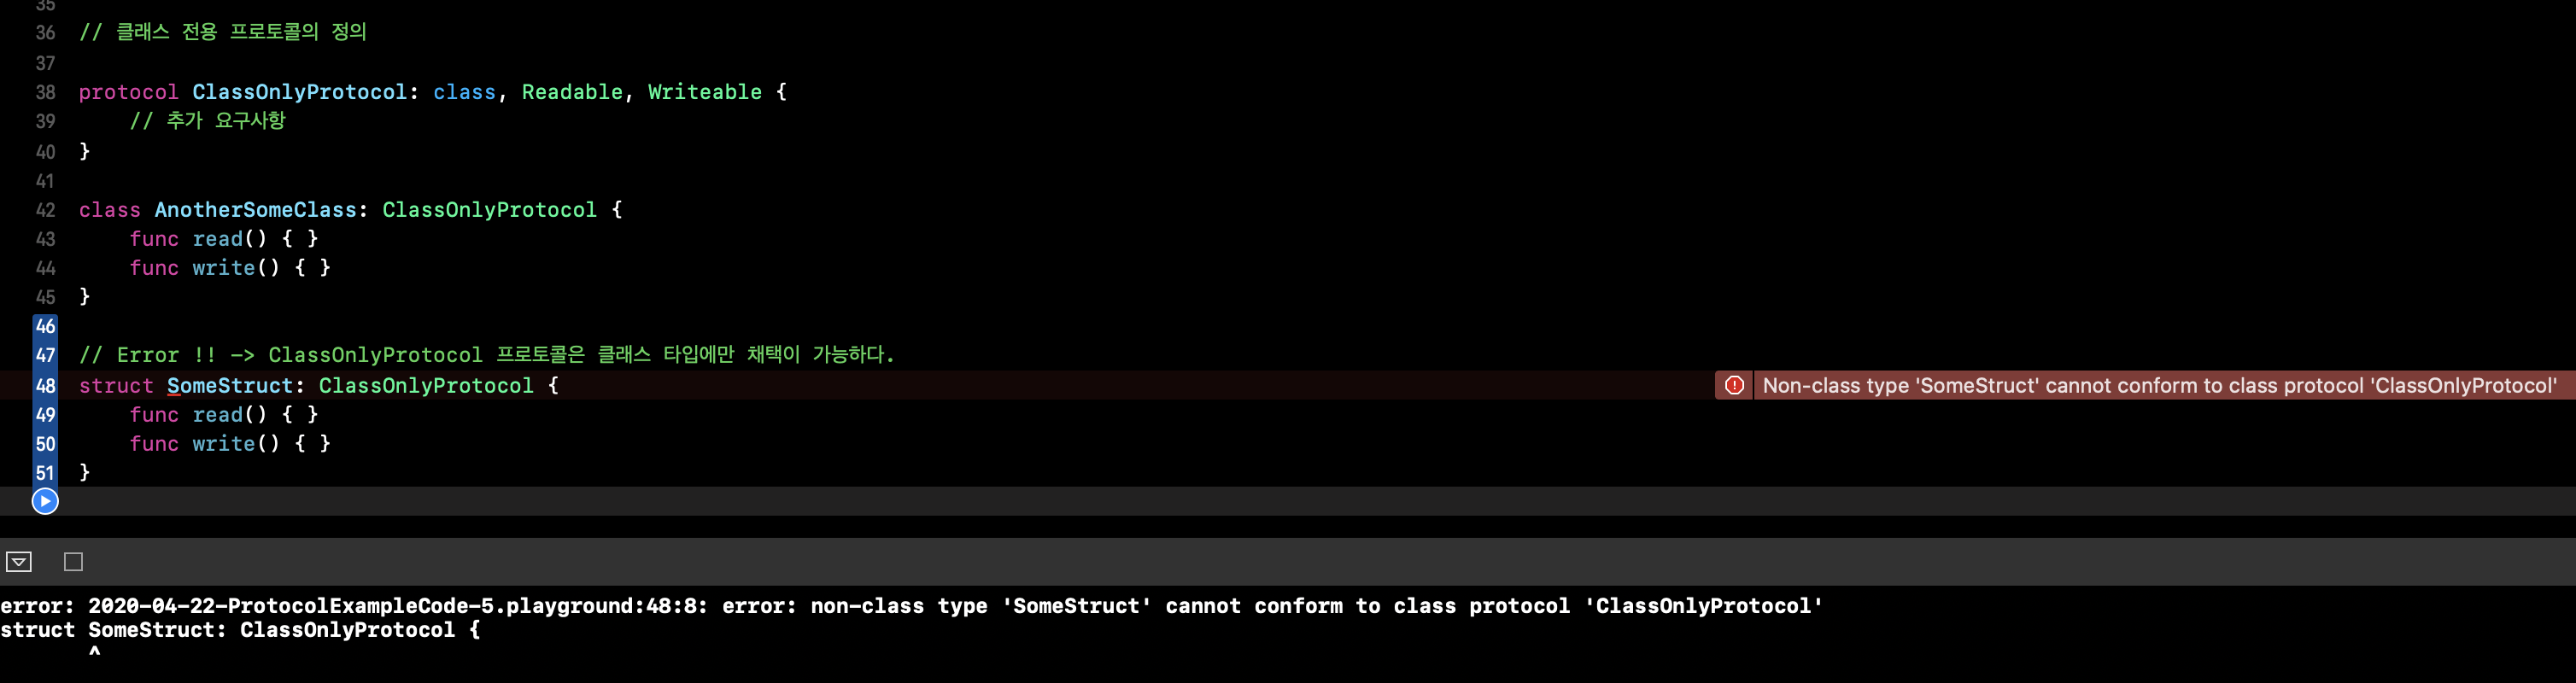 35
36 // 클래스 전용 프로토콜의 정의
37
38 protocol ClassOnlyProtocol: class, Readable, Writeable {
39     // 추가 요구사항
40 }
41
42 class AnotherSomeClass: ClassOnlyProtocol {
43     func read() { }
44     func write() { }
45 }
46
47 // Error !! -> ClassOnlyProtocol 프로토콜은 클래스 타입에만 채택이 가능하다.
48 struct SomeStruct: ClassOnlyProtocol { Non-class type 'SomeStruct' cannot conform to class protocol 'ClassOnlyProtocol'
49     func read() { }
50     func write() { }
51 }
error: 2020-04-22-ProtocolExampleCode-5.playground:48:8: error: non-class type 'SomeStruct' cannot conform to class protocol 'ClassOnlyProtocol'
struct SomeStruct: ClassOnlyProtocol {
       ^